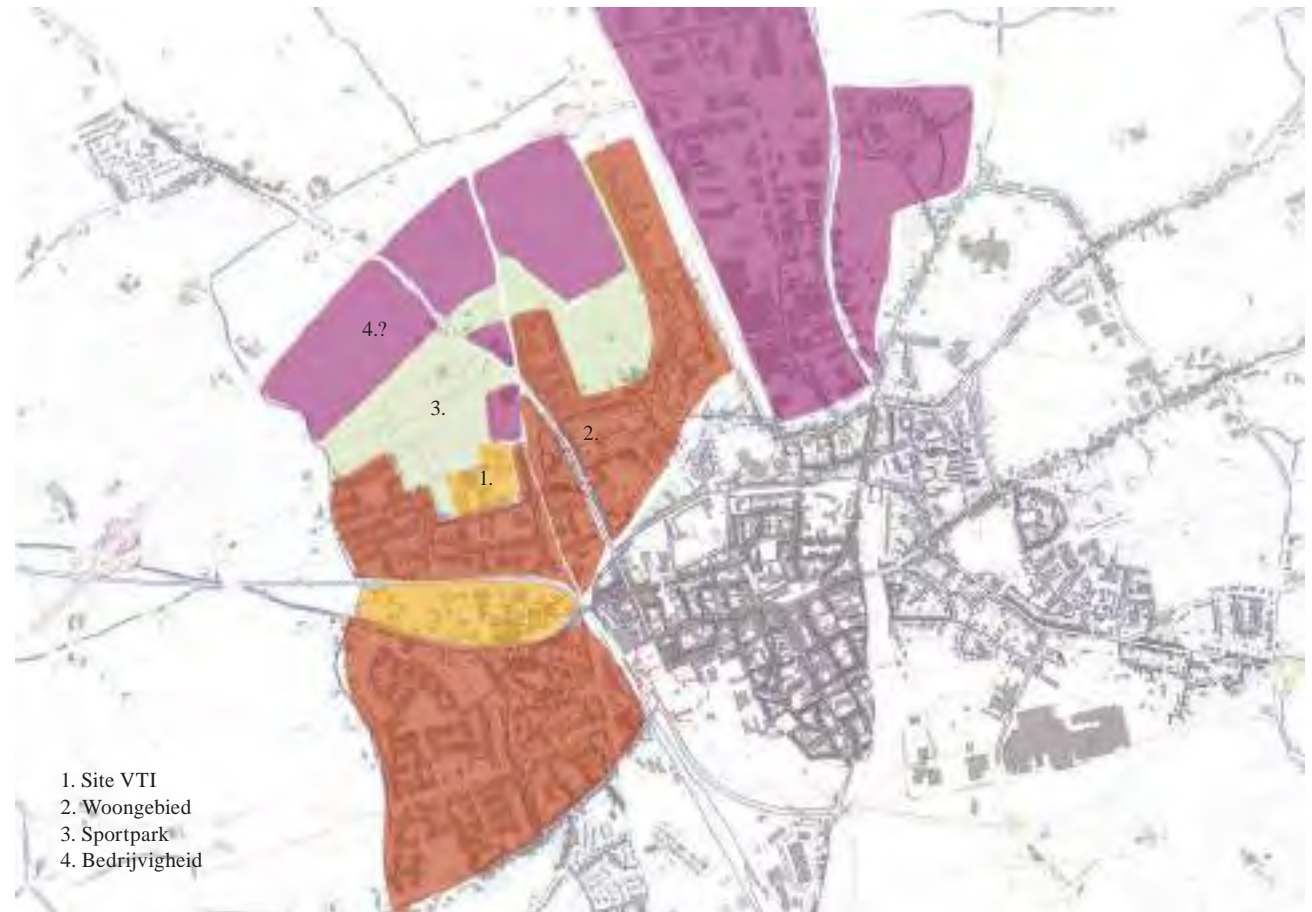 4.?
3.
2.
1.
1. Site VTI
2. Woongebied
3. Sportpark
4. Bedrijvigheid